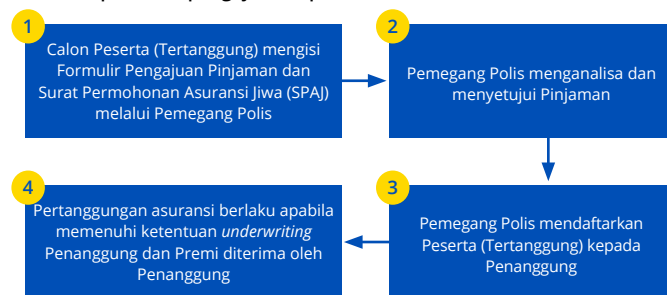 1
Calon Peserta (Tertanggung) mengisi
Formulir Pengajuan Pinjaman dan
Surat Permohonan Asuransi Jiwa (SPAJ)
melalui Pemegang Polis
2
Pemegang Polis menganalisa dan
menyetujui Pinjaman
3
Pemegang Polis mendaftarkan
Peserta (Tertanggung) kepada
Penanggung
4
Pertanggungan asuransi berlaku apabila
memenuhi ketentuan underwriting
Penanggung dan Premi diterima oleh
Penanggung